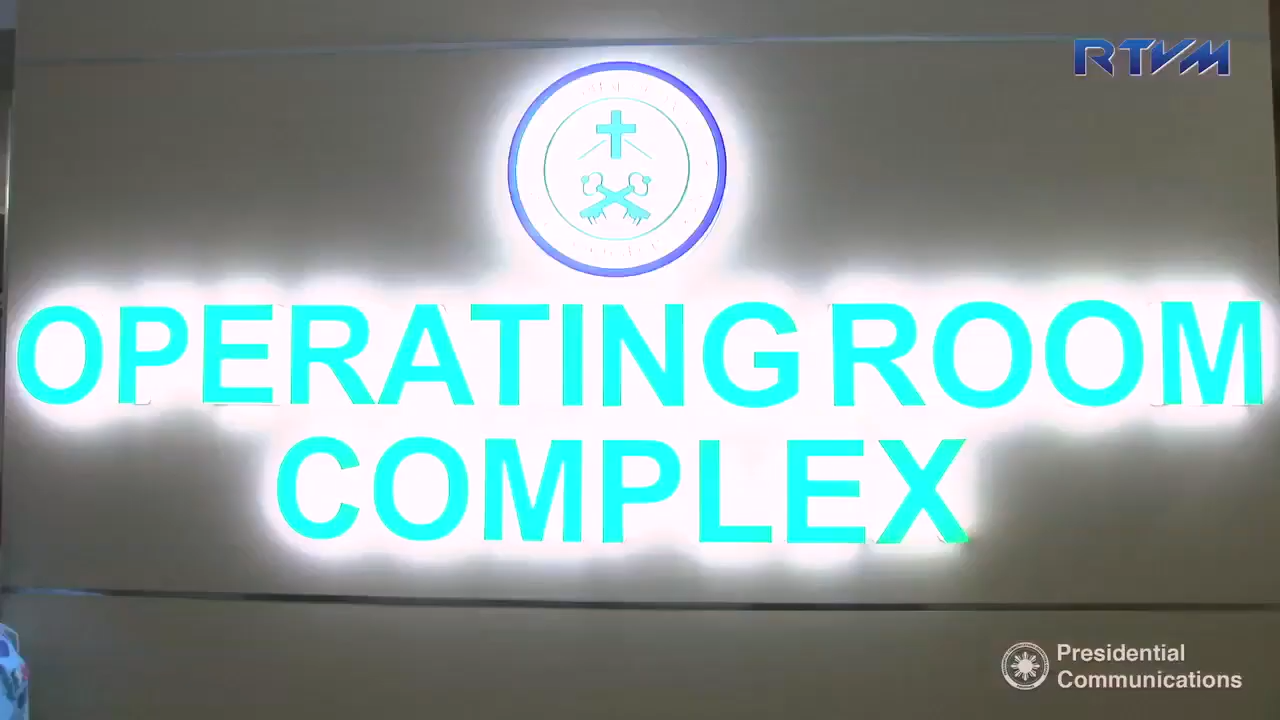 RTVM
OPERATING ROOM
COMPLEX
Presidential
Communications